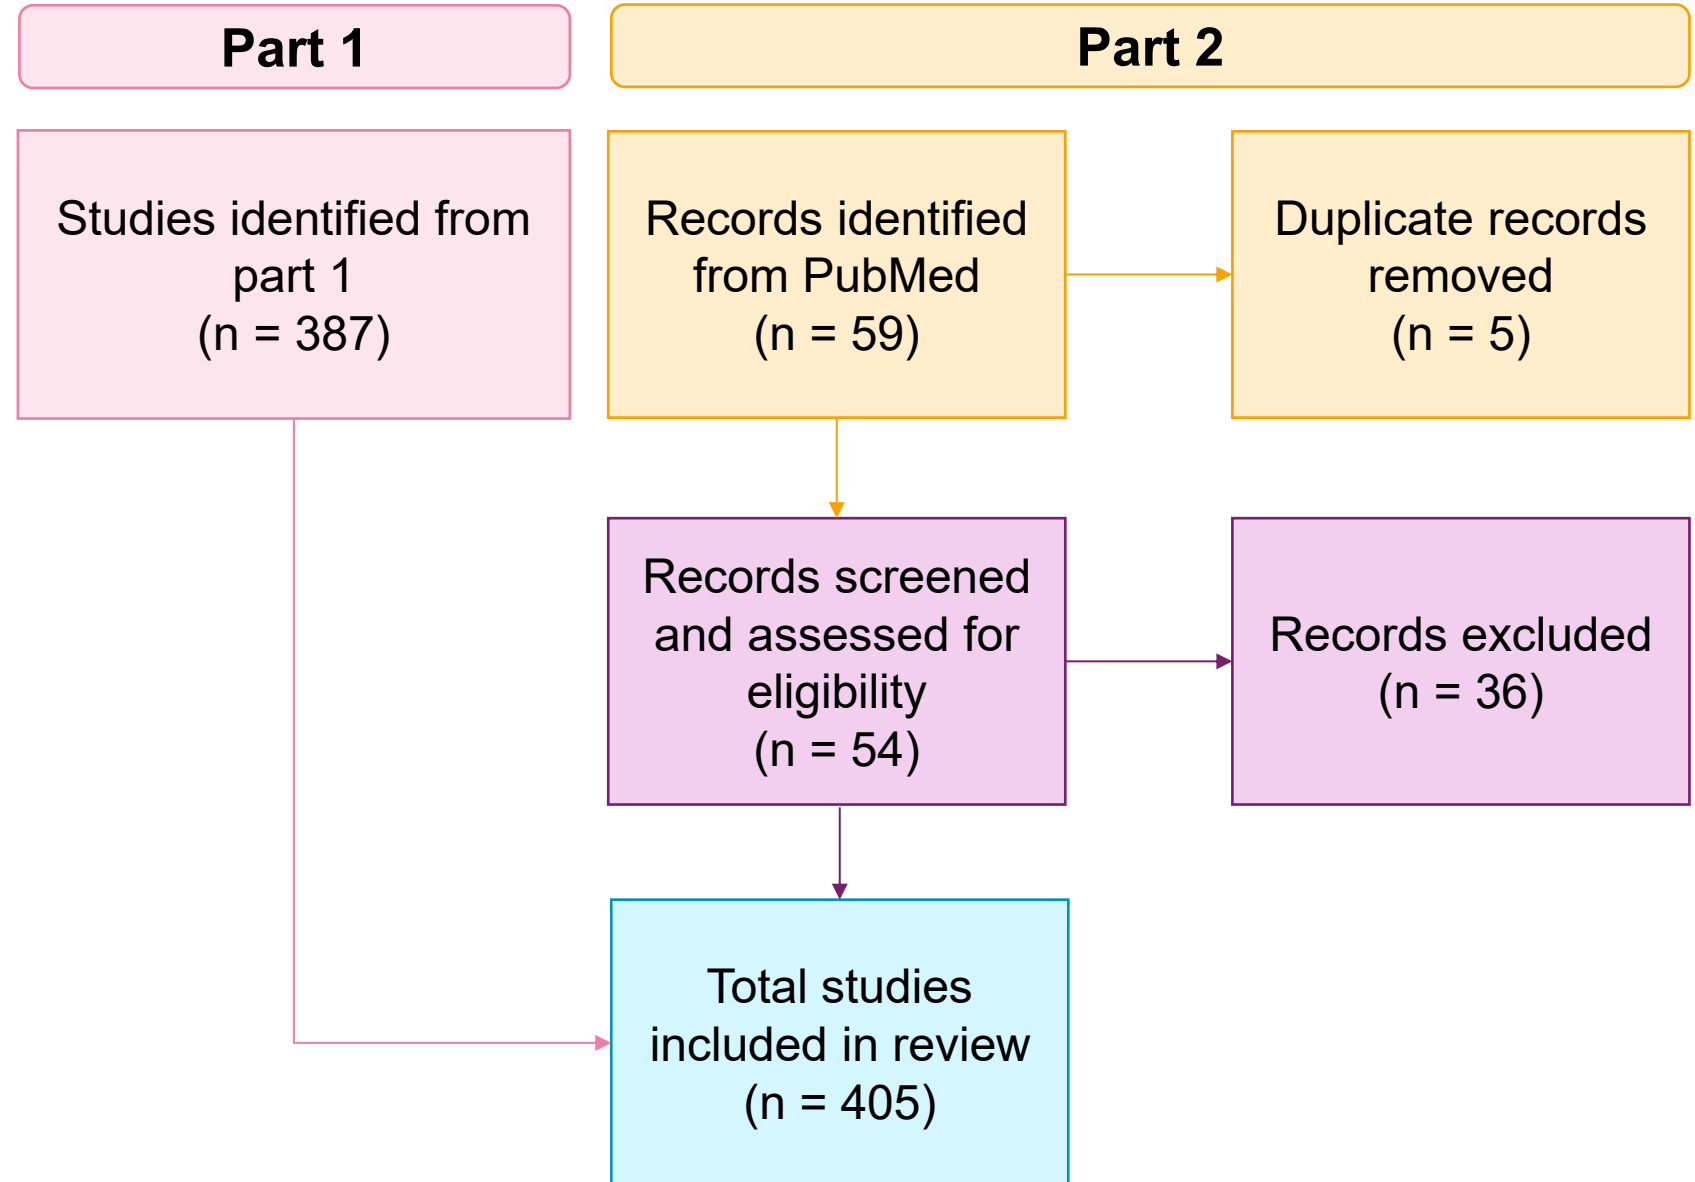 Part 1
Part 2
Studies identified from
part 1
(n = 387)
Records identified
from PubMed
(n = 59)
Duplicate records
removed
(n = 5)
Records screened
and assessed for
eligibility
(n = 54)
Records excluded
(n = 36)
Total studies
included in review
(n = 405)